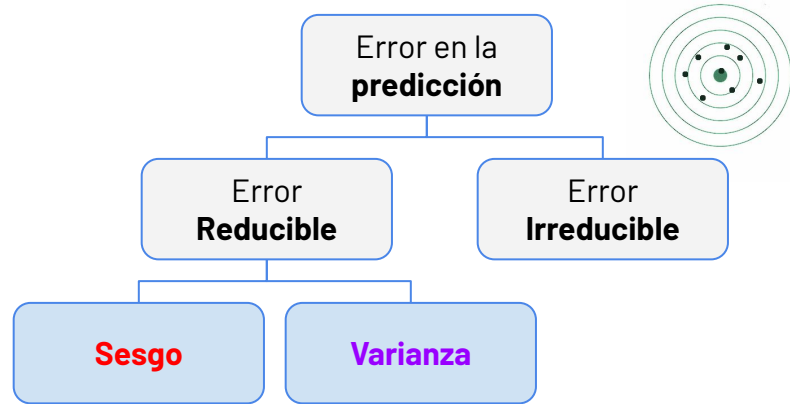 Error en la
predicción
Error
Reducible
Error
Irreducible
Sesgo
Varianza